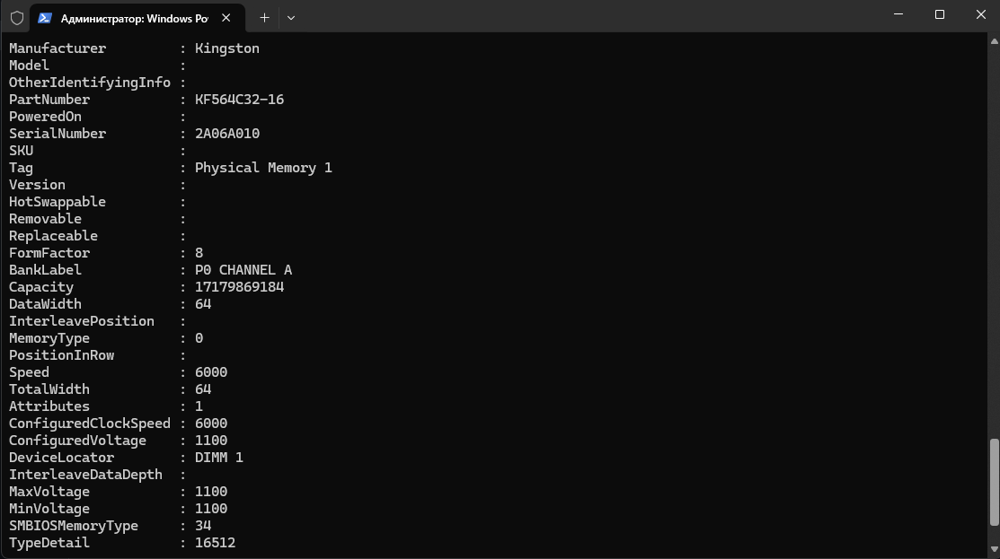 Администратор: Windows Po
Manufacturer : Kingston
Model :
OtherIdentifyingInfo :
PartNumber : KF564C32-16
PoweredOn :
SerialNumber : 2A06A010
SKU :
Tag : Physical Memory 1
Version :
HotSwappable :
Removable :
Replaceable :
FormFactor : 8
BankLabel : P0 CHANNEL A
Capacity : 17179869184
DataWidth : 64
InterleavePosition :
MemoryType : 0
PositionInRow :
Speed : 6000
TotalWidth : 64
Attributes : 1
ConfiguredClockSpeed : 6000
ConfiguredVoltage : 1100
DeviceLocator : DIMM 1
InterleaveDataDepth :
MaxVoltage : 1100
MinVoltage : 1100
SMBIOSMemoryType : 34
TypeDetail : 16512